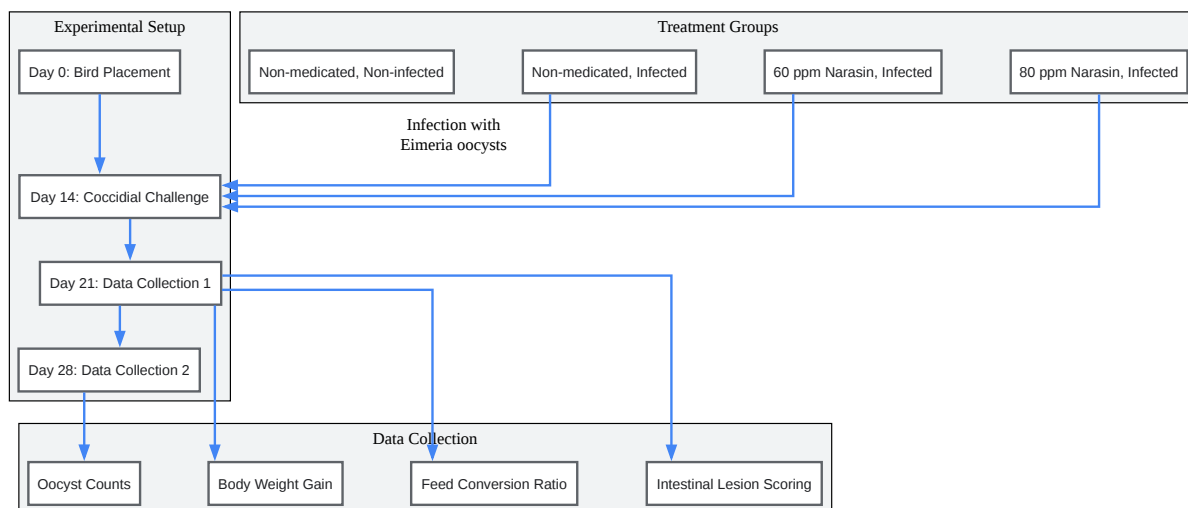 Experimental Setup
Treatment Groups
Day 0: Bird Placement
Non-medicated, Non-infected
Non-medicated, Infected
60 ppm Narasin, Infected
80 ppm Narasin, Infected
Infection with
Eimeria oocysts
Day 14: Coccidial Challenge
Day 21: Data Collection 1
Day 28: Data Collection 2
Data Collection
Oocyst Counts
Body Weight Gain
Feed Conversion Ratio
Intestinal Lesion Scoring